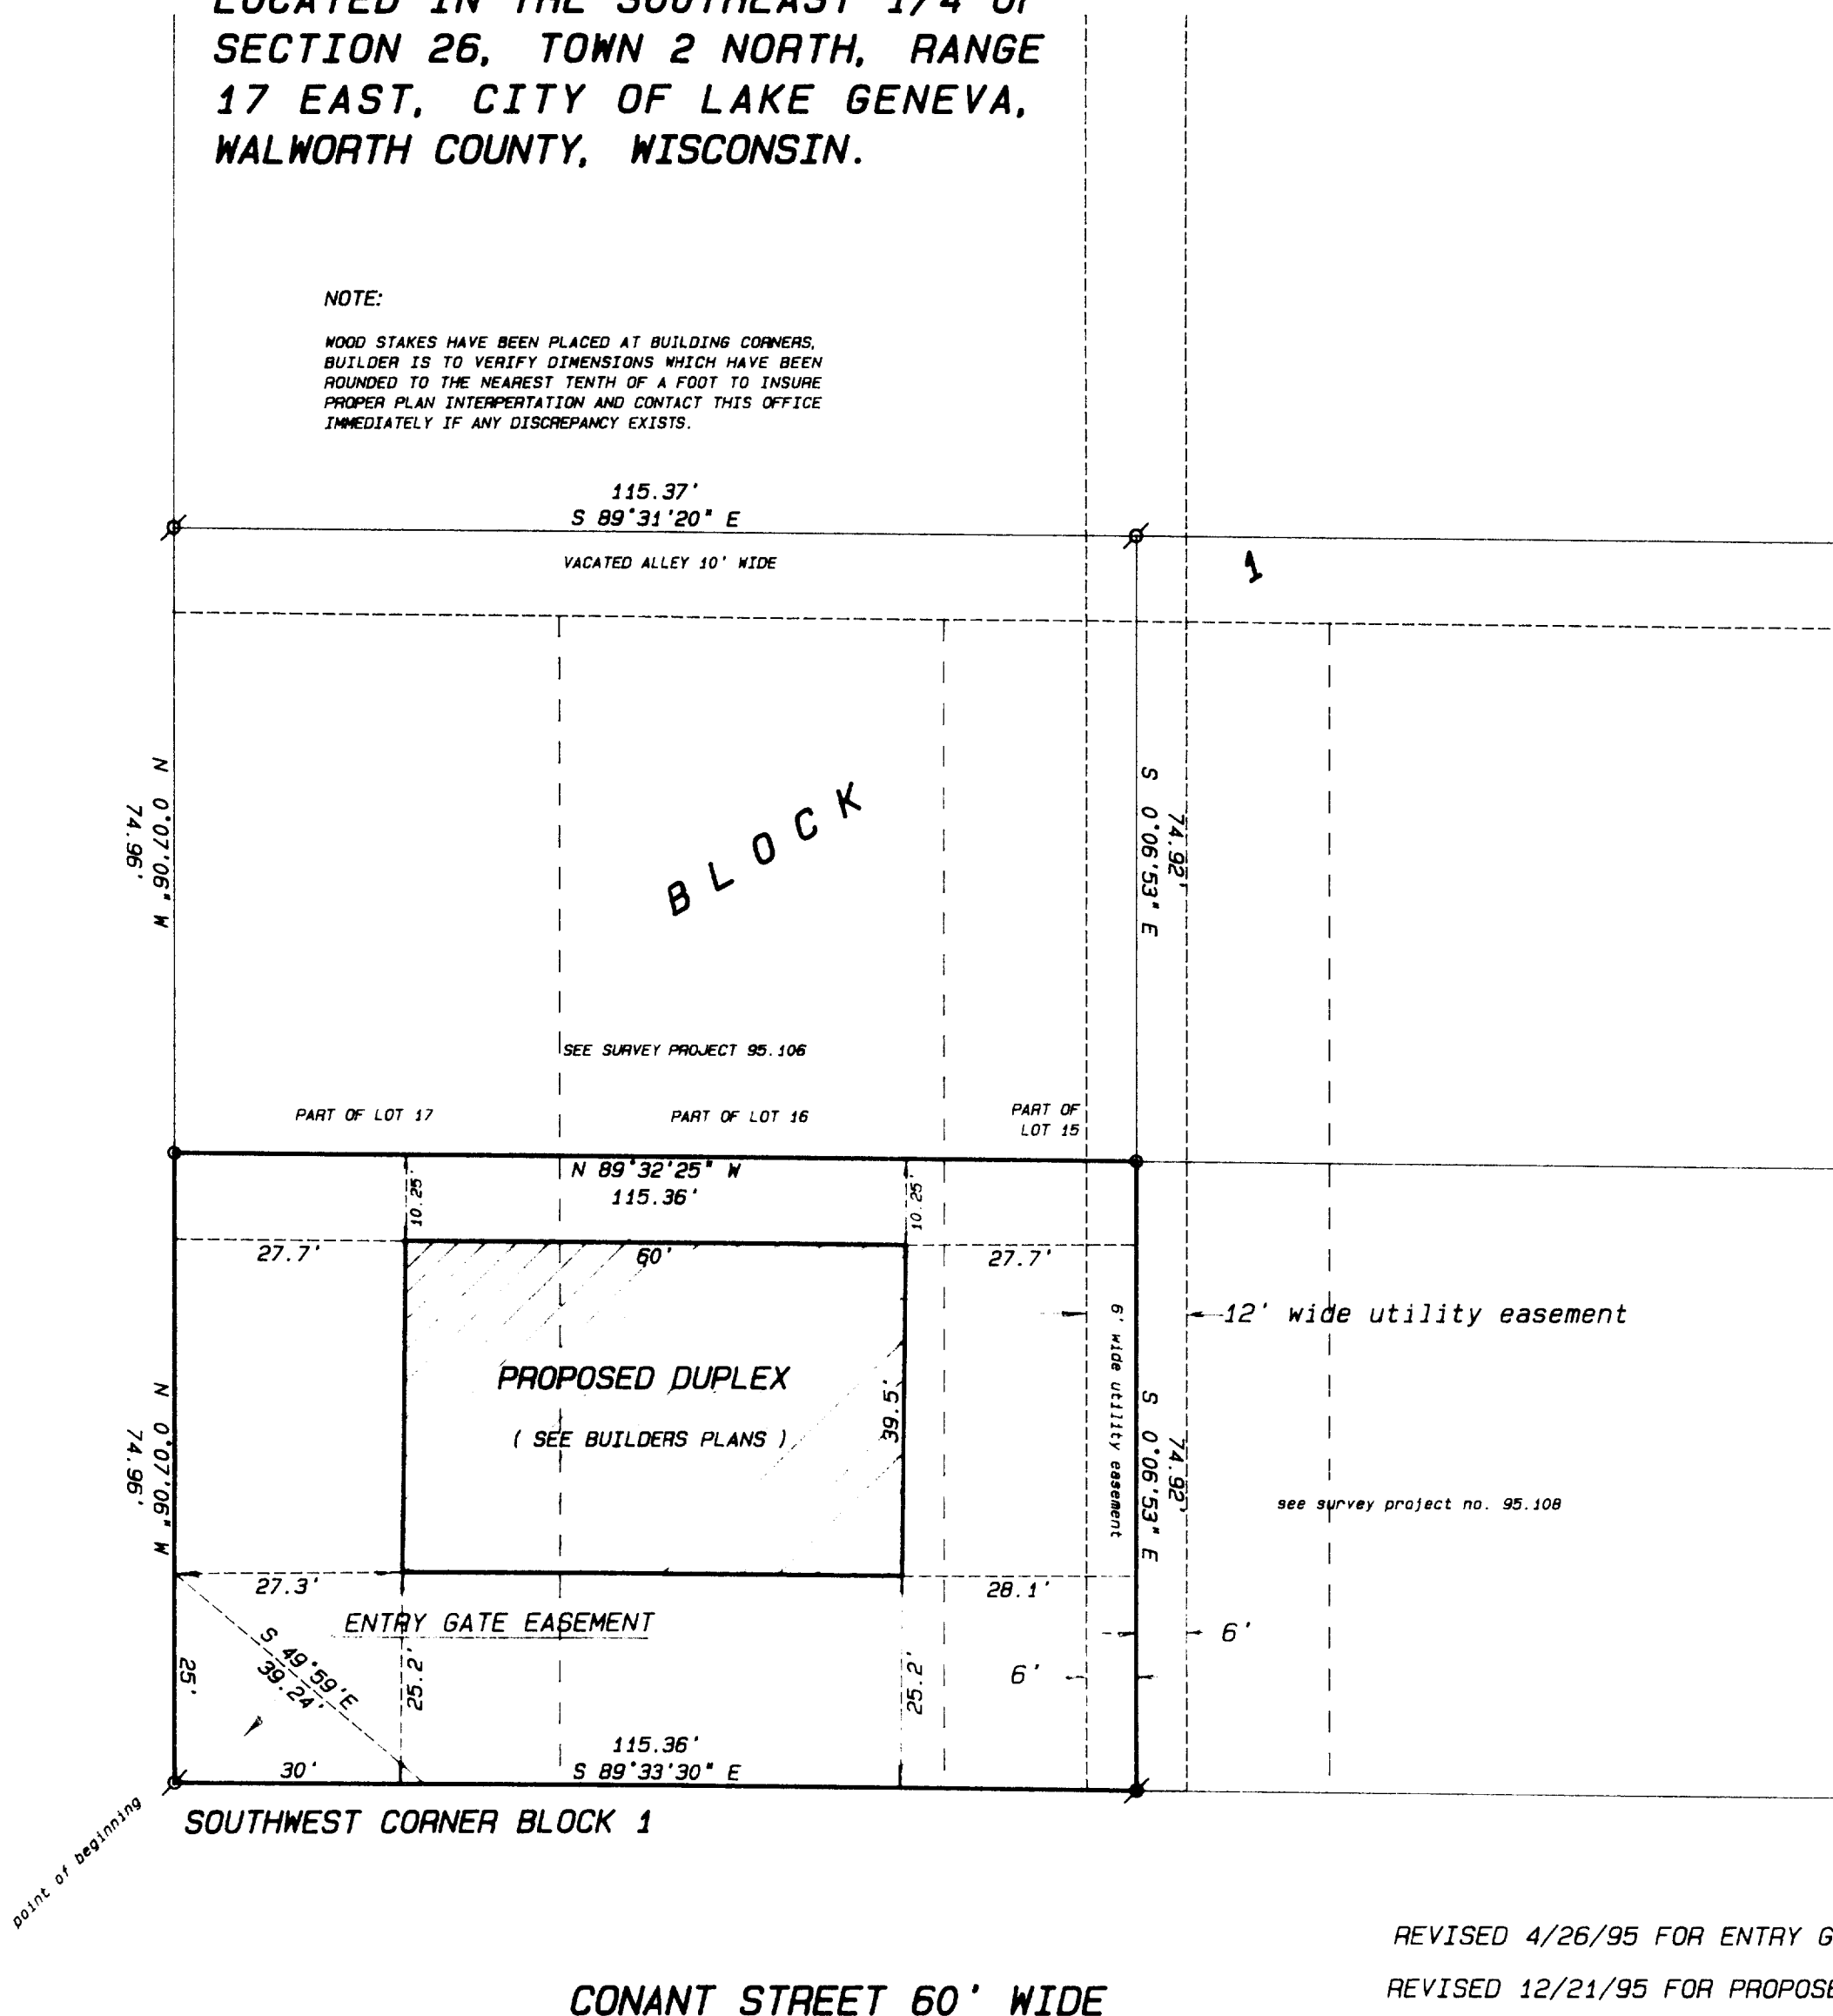 LOCATED IN THE SOUTHEAST 1/4 OF
SECTION 26, TOWN 2 NORTH, RANGE
17 EAST, CITY OF LAKE GENEVA,
WALWORTH COUNTY, WISCONSIN.
NOTE:
WOOD STAKES HAVE BEEN PLACED AT BUILDING CORNERS,
BUILDER IS TO VERIFY DIMENSIONS WHICH HAVE BEEN
ROUNDED TO THE NEAREST TENTH OF A FOOT TO INSURE
PROPER PLAN INTERPERTATION AND CONTACT THIS OFFICE
IMMEDIATELY IF ANY DISCREPANCY EXISTS.
115.37'
S 89°31'20" E
VACATED ALLEY 10' WIDE
1
N 0°07'06" W
74.96'
BLOCK
S 0°06'53" E
74.92'
SEE SURVEY PROJECT 95.106
PART OF LOT 17
PART OF LOT 16
PART OF
LOT 15
N 89°32'25" W
115.36'
10.25'
10.25'
27.7'
60'
27.7'
12' wide utility easement
6' wide utility easement
PROPOSED DUPLEX
( SEE BUILDERS PLANS )
39.5'
N 0°07'06" W
74.96'
S 0°06'53" E
74.92'
see survey project no. 95.108
27.3'
28.1'
ENTRY GATE EASEMENT
S 49°59'E
39.24'
25'
25.2'
25.2'
6'
6'
30'
115.36'
S 89°33'30" E
SOUTHWEST CORNER BLOCK 1
point of beginning
REVISED 4/26/95 FOR ENTRY G
REVISED 12/21/95 FOR PROPOSE
CONANT STREET 60' WIDE